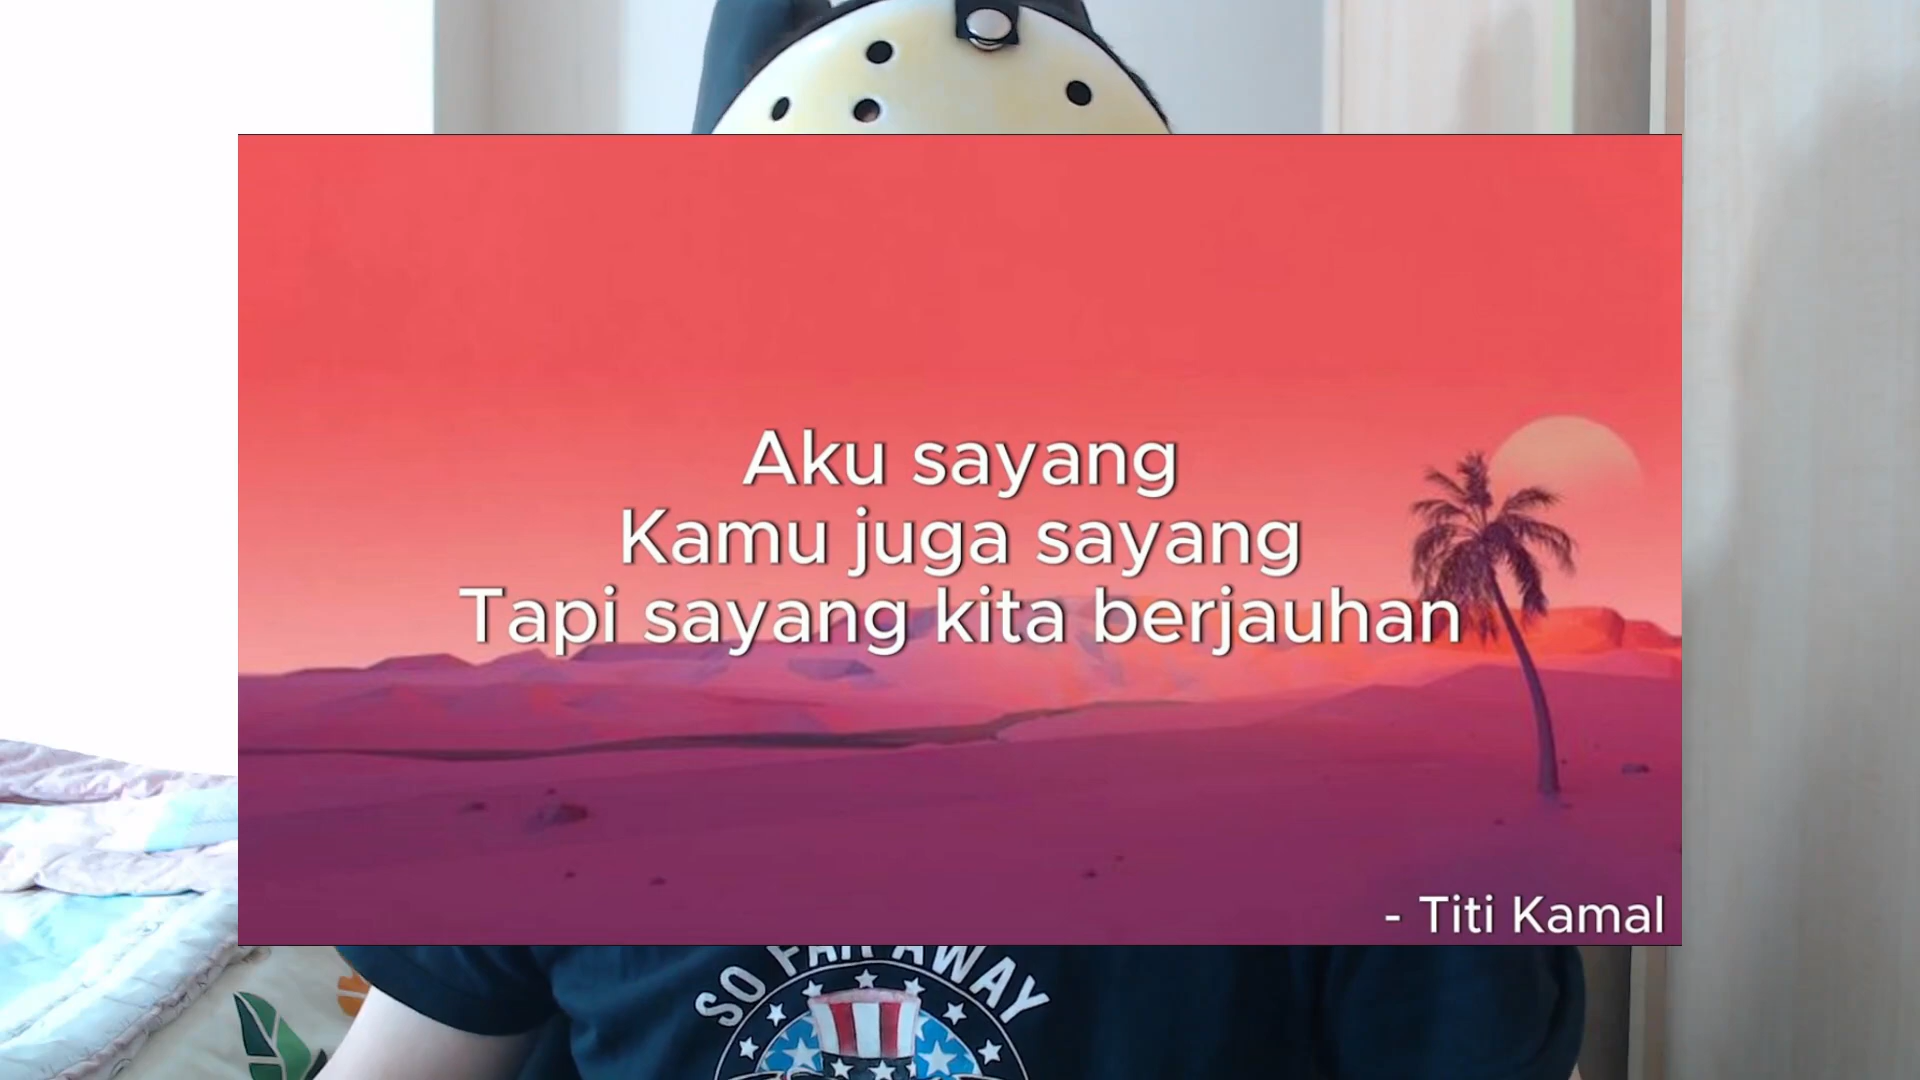 Aku sayang
Kamu juga sayang
Tapi sayang kita berjauhan
- Titi Kamal
SO FAR AWAY